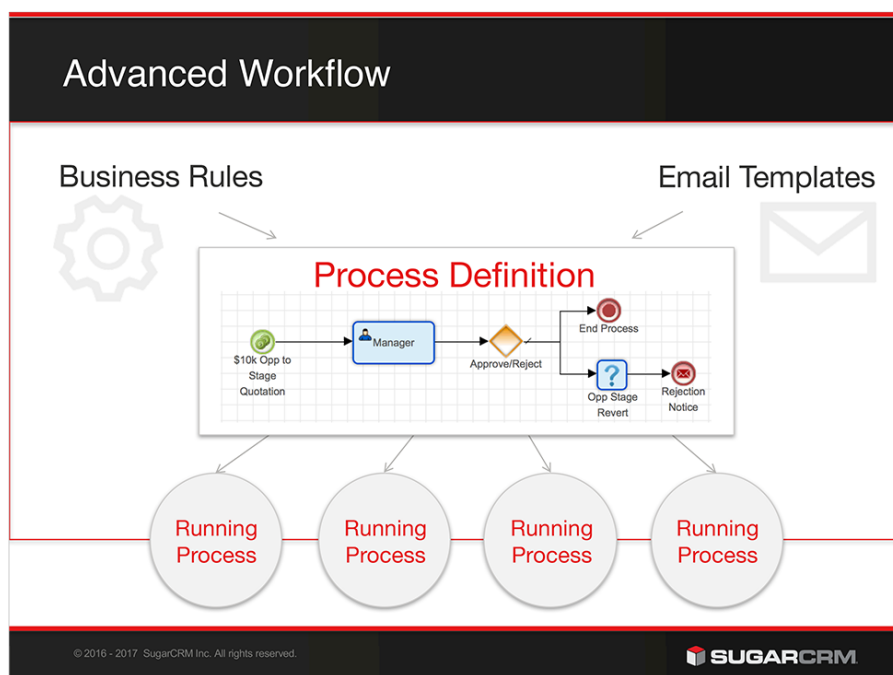 Advanced Workflow
Business Rules
Email Templates
Process Definition
$10k Opp to
Stage
Quotation
Manager
Approve/Reject
End Process
Opp Stage
Revert
Rejection
Notice
Running
Process
Running
Process
Running
Process
Running
Process
© 2016 - 2017 SugarCRM Inc. All rights reserved.
SUGARCRM